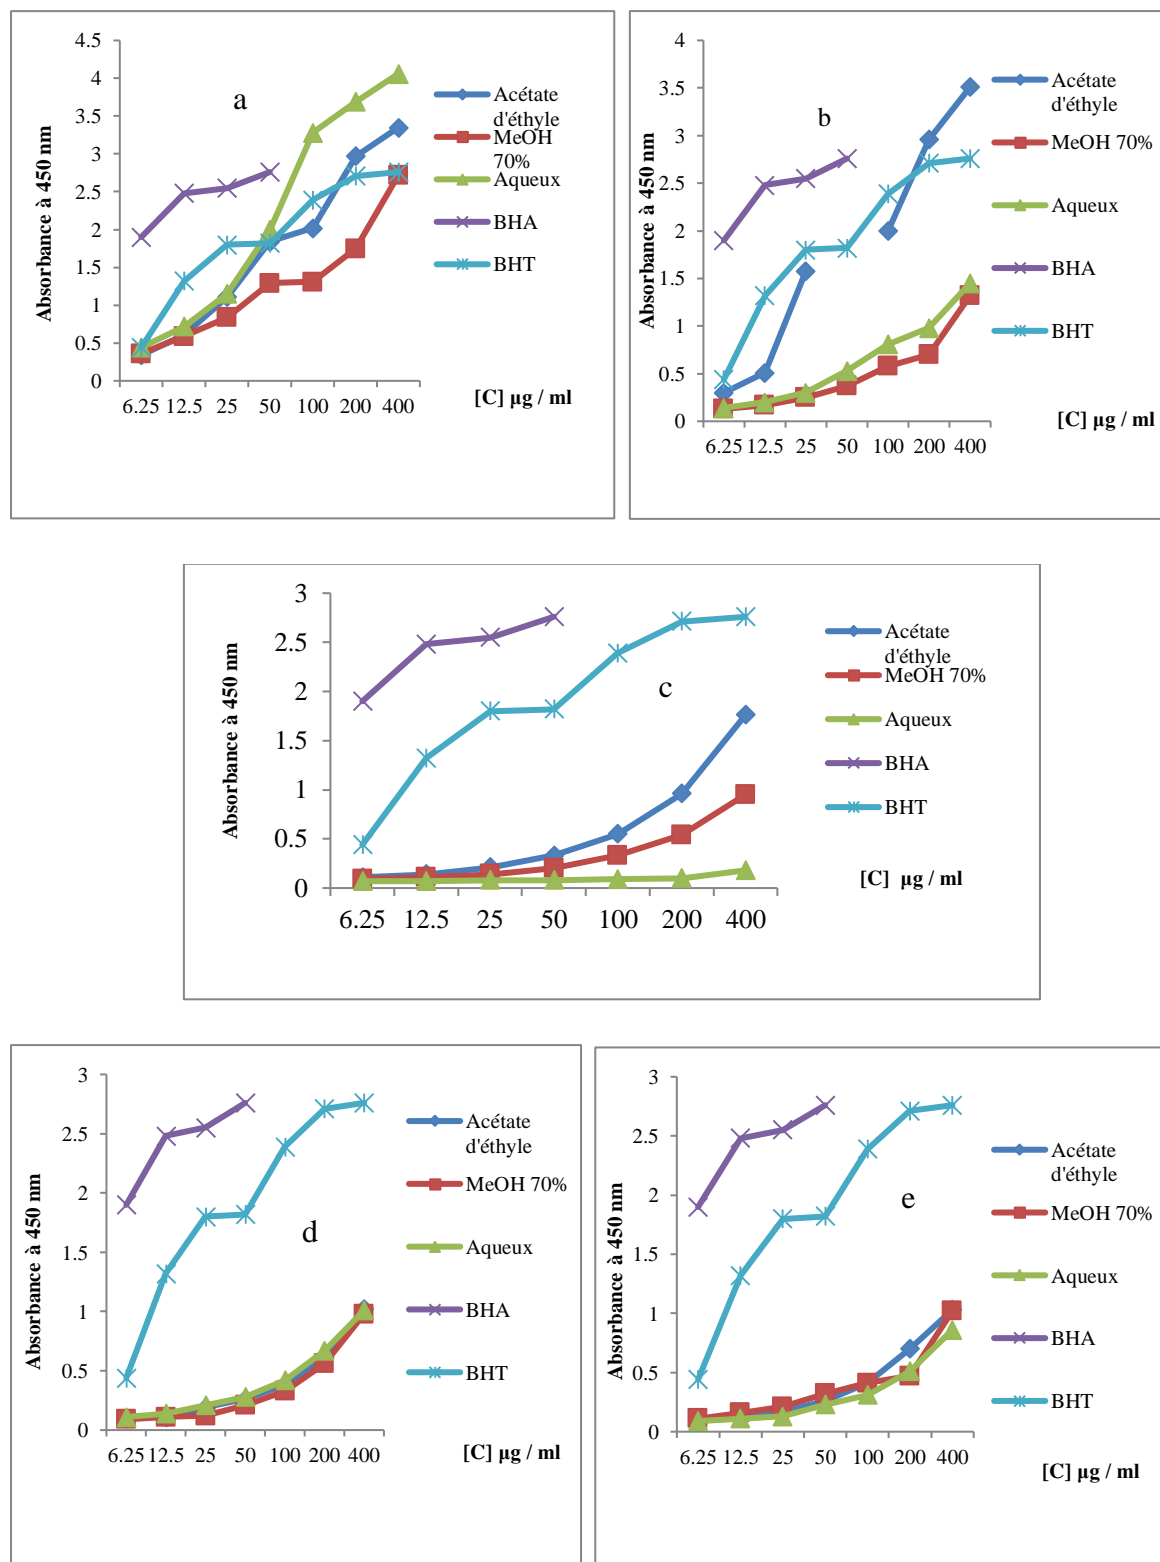 a
Absorbance à 450 nm
4.5
4
3.5
3
2.5
2
1.5
1
0.5
0
6.25 12.5 25 50 100 200 400
[C] µg / ml
Acétate
d'éthyle
MeOH
70%
Aqueux
BHA
BHT
b
Absorbance à 450 nm
4
3.5
3
2.5
2
1.5
1
0.5
0
6.25 12.5 25 50 100 200 400
[C] µg / ml
Acétate
d'éthyle
MeOH 70%
Aqueux
BHA
BHT
c
Absorbance à 450 nm
3
2.5
2
1.5
1
0.5
0
6.25 12.5 25 50 100 200 400
[C] µg / ml
Acétate
d'éthyle
MeOH 70%
Aqueux
BHA
BHT
d
Absorbance à 450 nm
3
2.5
2
1.5
1
0.5
0
6.25 12.5 25 50 100 200 400
[C] µg / ml
Acétate
d'éthyle
MeOH 70%
Aqueux
BHA
BHT
e
Absorbance à 450 nm
3
2.5
2
1.5
1
0.5
0
6.25 12.5 25 50 100 200 400
[C] µg / ml
Acétate
d'éthyle
MeOH 70%
Aqueux
BHA
BHT